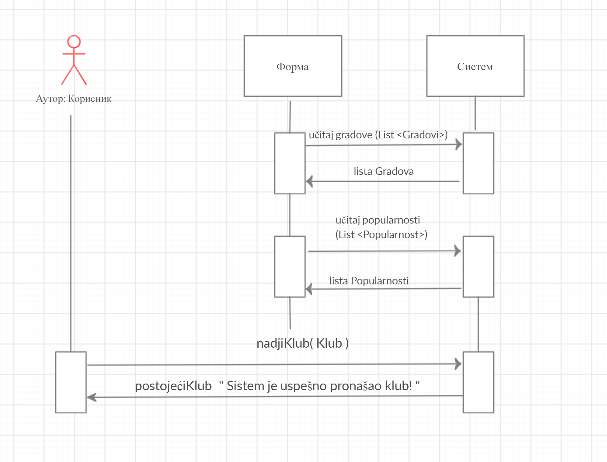 Форма
Систем
Аутор: Корисник
učitaj gradove (List <Gradovi>)
lista Gradova
učitaj popularnosti
(List <Popularnost>)
lista Popularnosti
nadjiKlub( Klub )
postojećiKlub " Sistem je uspešno pronašao klub! "